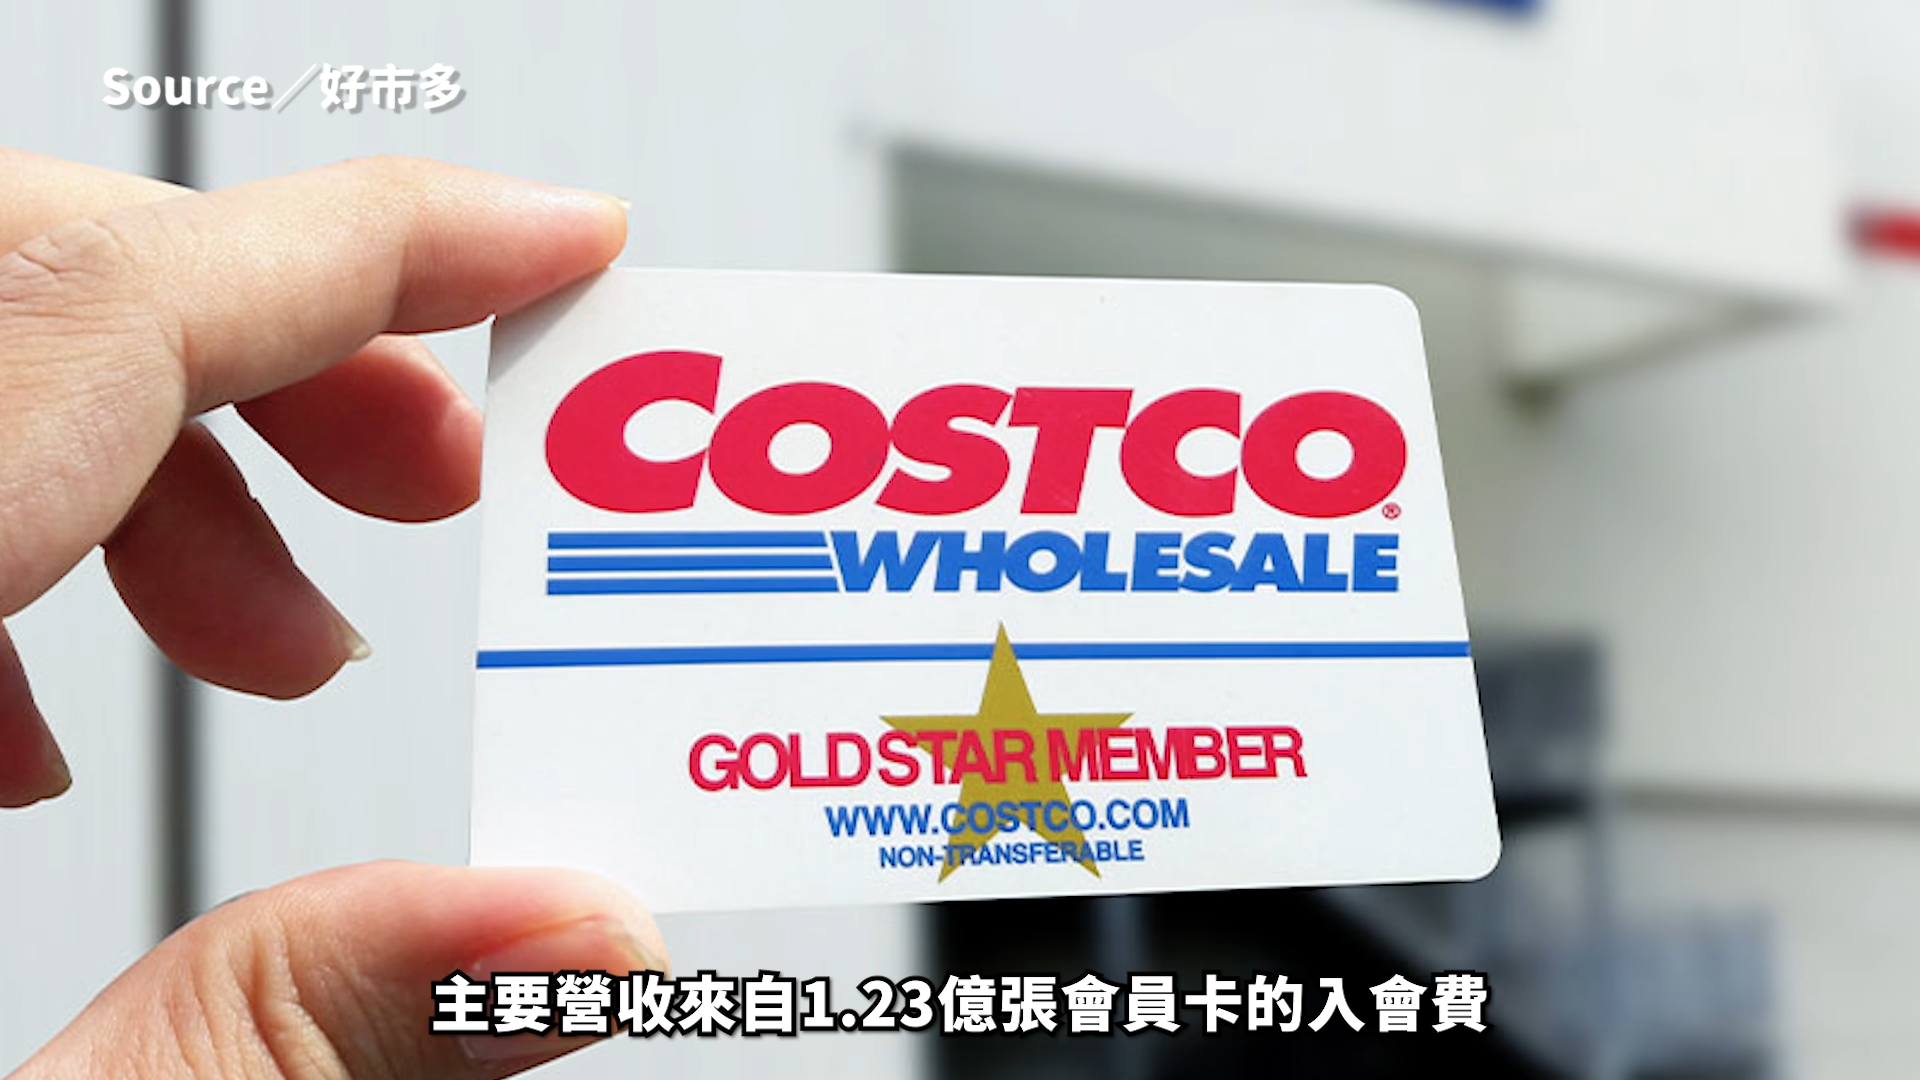 Source／好市多
COSTCO®
WHOLESALE
GOLD STAR MEMBER
WWW.COSTCO.COM
NON-TRANSFERABLE
主要營收來自1.23億張會員卡的入會費